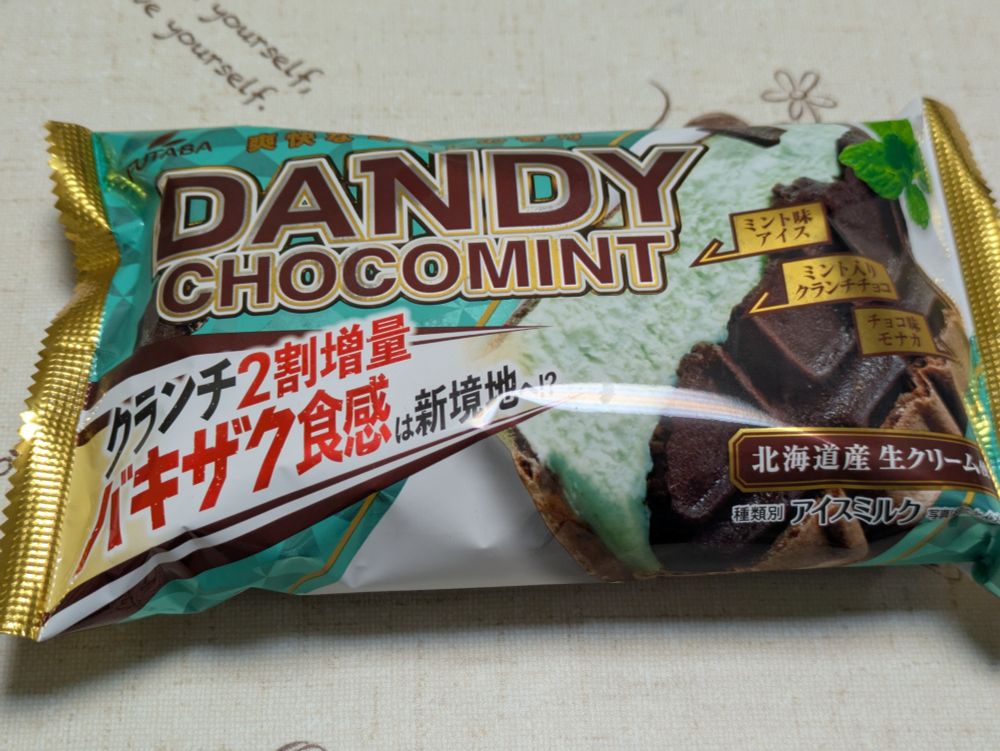 yourself,
yourself.
FUTABA
爽快な
DANDY
CHOCOMINT
ミント味
アイス
ミント入り
クランチチョコ
チョコ味
モナカ
クランチ2割増量
バキザク食感は新境地へ!?
北海道産 生クリーム
種類別 アイスミルク